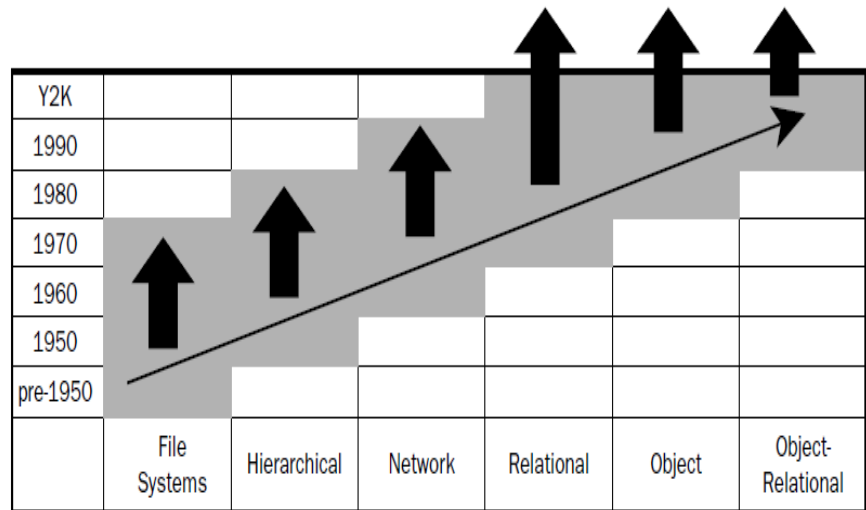 Y2K
1990
1980
1970
1960
1950
pre-1950
File
Systems
Hierarchical
Network
Relational
Object
Object-
Relational